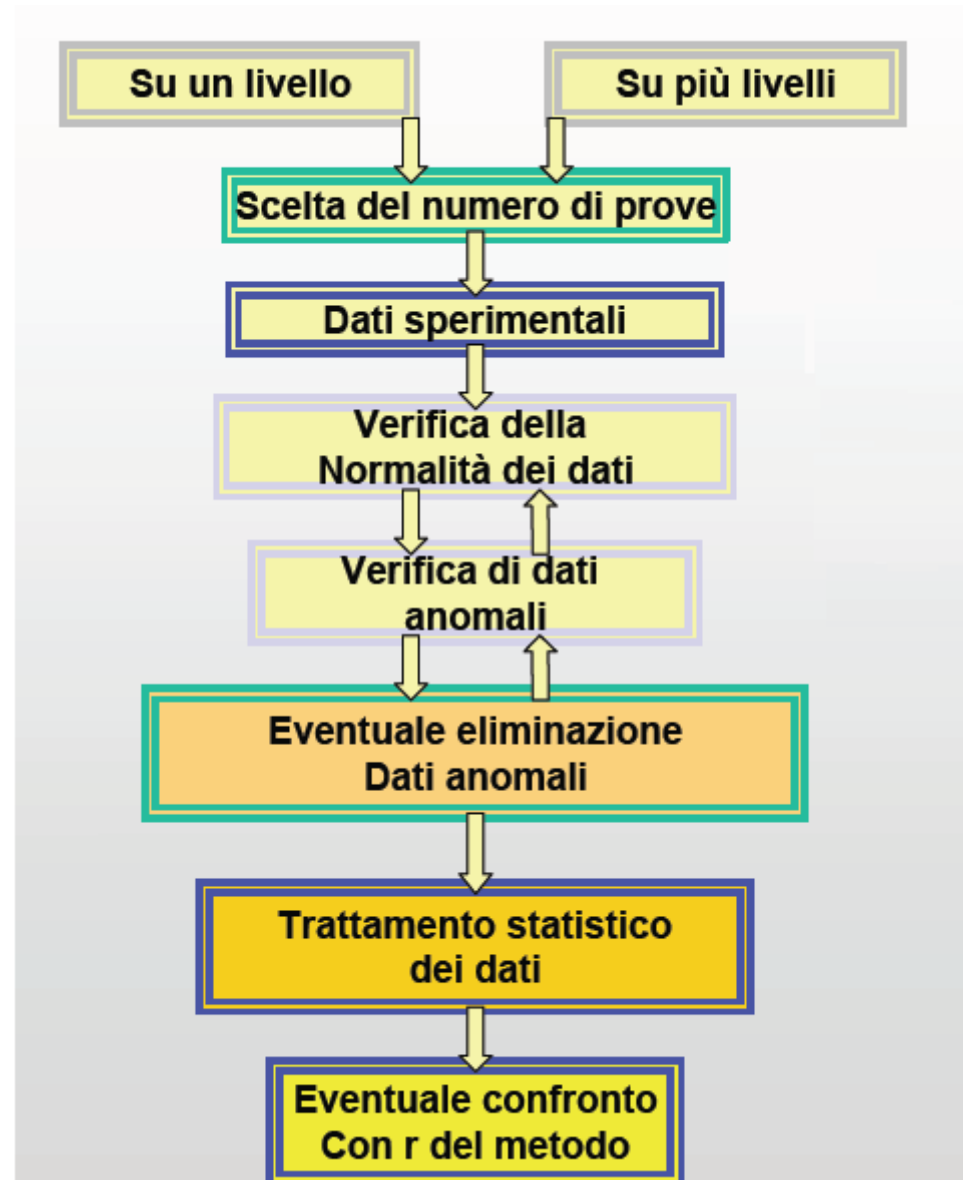 Su un livello
Su più livelli
Scelta del numero di prove
Dati sperimentali
Verifica della
Normalità dei dati
Verifica di dati
anomali
Eventuale eliminazione
Dati anomali
Trattamento statistico
dei dati
Eventuale confronto
Con r del metodo